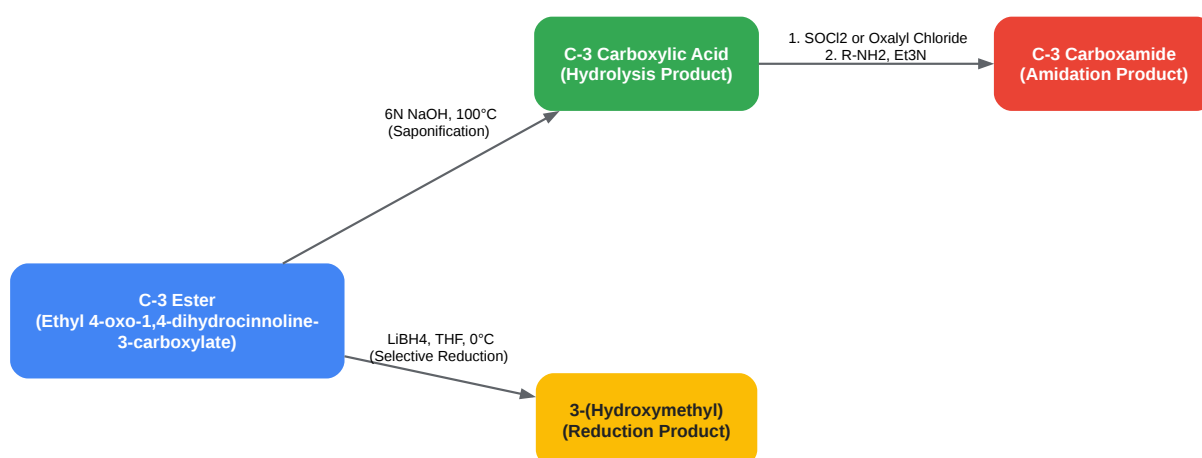 C-3 Carboxylic Acid
(Hydrolysis Product)
1. SOCl2 or Oxalyl Chloride
2. R-NH2, Et3N
C-3 Carboxamide
(Amidation Product)
6N NaOH, 100°C
(Saponification)
C-3 Ester
(Ethyl 4-oxo-1,4-dihydrocinnoline-
3-carboxylate)
LiBH4, THF, 0°C
(Selective Reduction)
3-(Hydroxymethyl)
(Reduction Product)